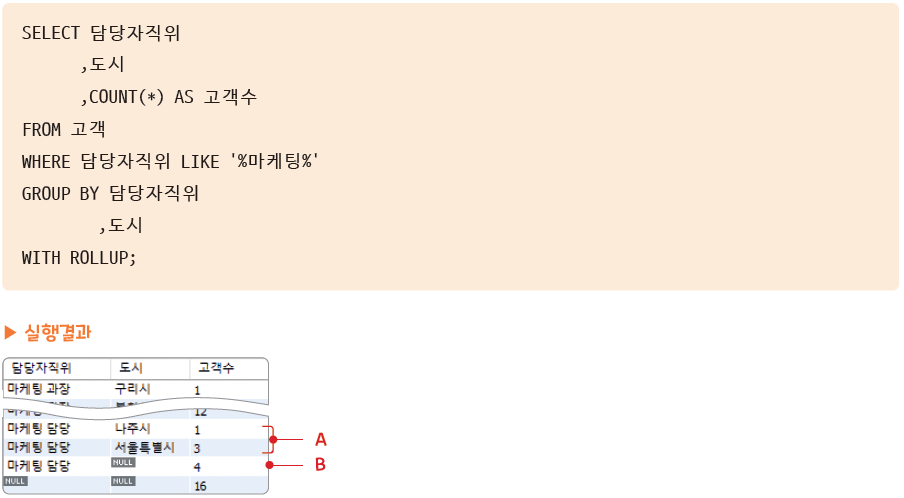 SELECT 담당자직위
,도시
,COUNT(*) AS 고객수
FROM 고객
WHERE 담당자직위 LIKE '%마케팅%'
GROUP BY 담당자직위
,도시
WITH ROLLUP;
▶ 실행결과
담당자직위 도시 고객수
마케팅 과장 구리시 1
12
마케팅 담당 나주시 1
마케팅 담당 서울특별시 3
A
마케팅 담당 NULL 4
B
NULL NULL 16